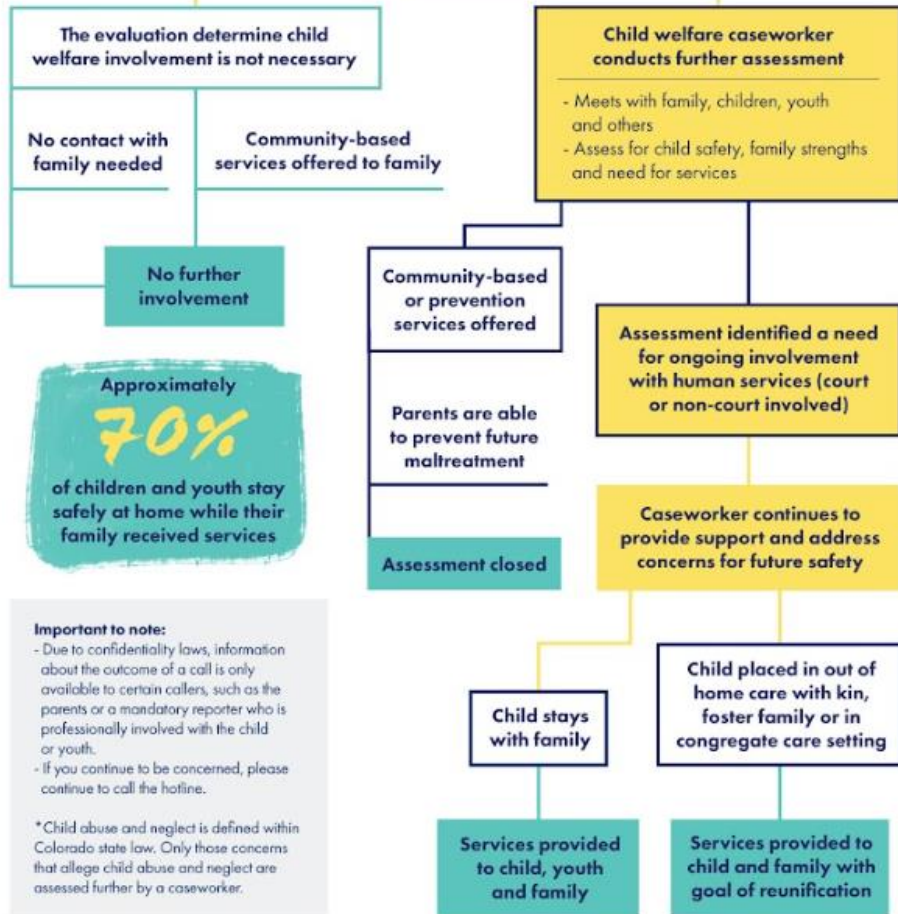 The evaluation determine child
welfare involvement is not necessary
No contact with
family needed
Community-based
services offered to family
No further
involvement
Approximately
70%
of children and youth stay
safely at home while their
family received services
Important to note:
- Due to confidentiality laws, information
about the outcome of a call is only
available to certain callers, such as the
parents or a mandatory reporter who is
professionally involved with the child
or youth.
- If you continue to be concerned, please
continue to call the hotline.
*Child abuse and neglect is defined within
Colorado state law. Only those concerns
that allege child abuse and neglect are
assessed further by a caseworker.
Child welfare caseworker
conducts further assessment
- Meets with family, children, youth
and others
- Assess for child safety, family strengths
and need for services
Community-based
or prevention
services offered
Parents are able
to prevent future
maltreatment
Assessment closed
Assessment identified a need
for ongoing involvement
with human services (court
or non-court involved)
Caseworker continues to
provide support and address
concerns for future safety
Child stays
with family
Services provided
to child, youth
and family
Child placed in out of
home care with kin,
foster family or in
congregate care setting
Services provided to
child and family with
goal of reunification